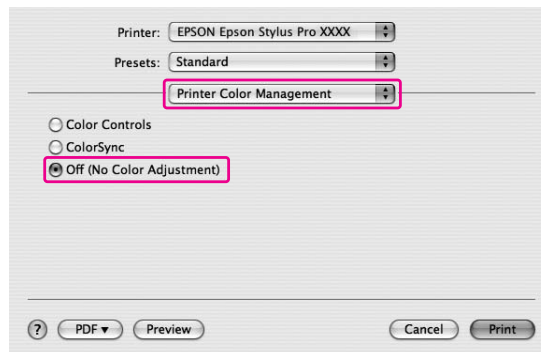 Printer: EPSON Epson Stylus Pro XXXX
Presets: Standard
Printer Color Management
Color Controls
ColorSync
Off (No Color Adjustment)
? PDF ▼ Preview Cancel Print